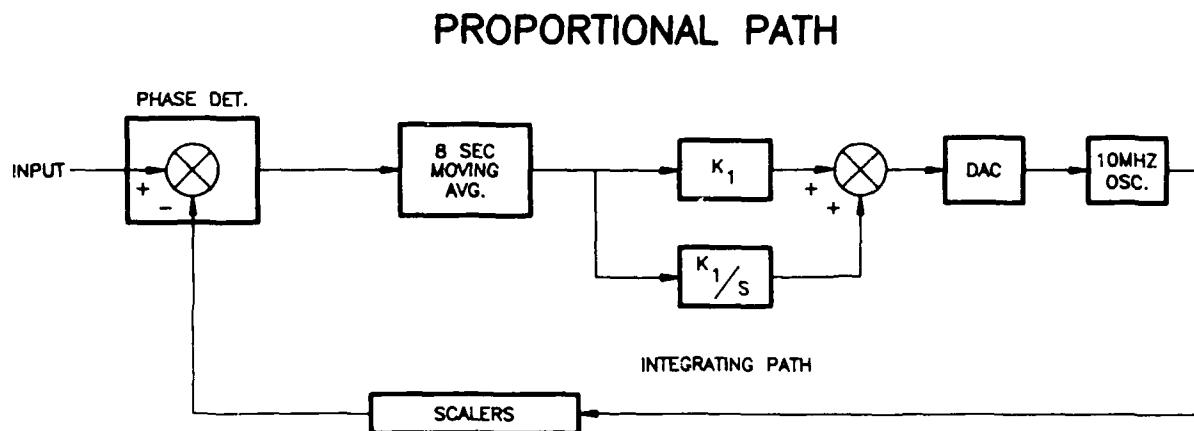 PROPORTIONAL PATH
PHASE DET.
INPUT
+
−
8 SEC
MOVING
AVG.
K₁
K₁/S
+
+
DAC
10MHZ
OSC.
INTEGRATING PATH
SCALERS